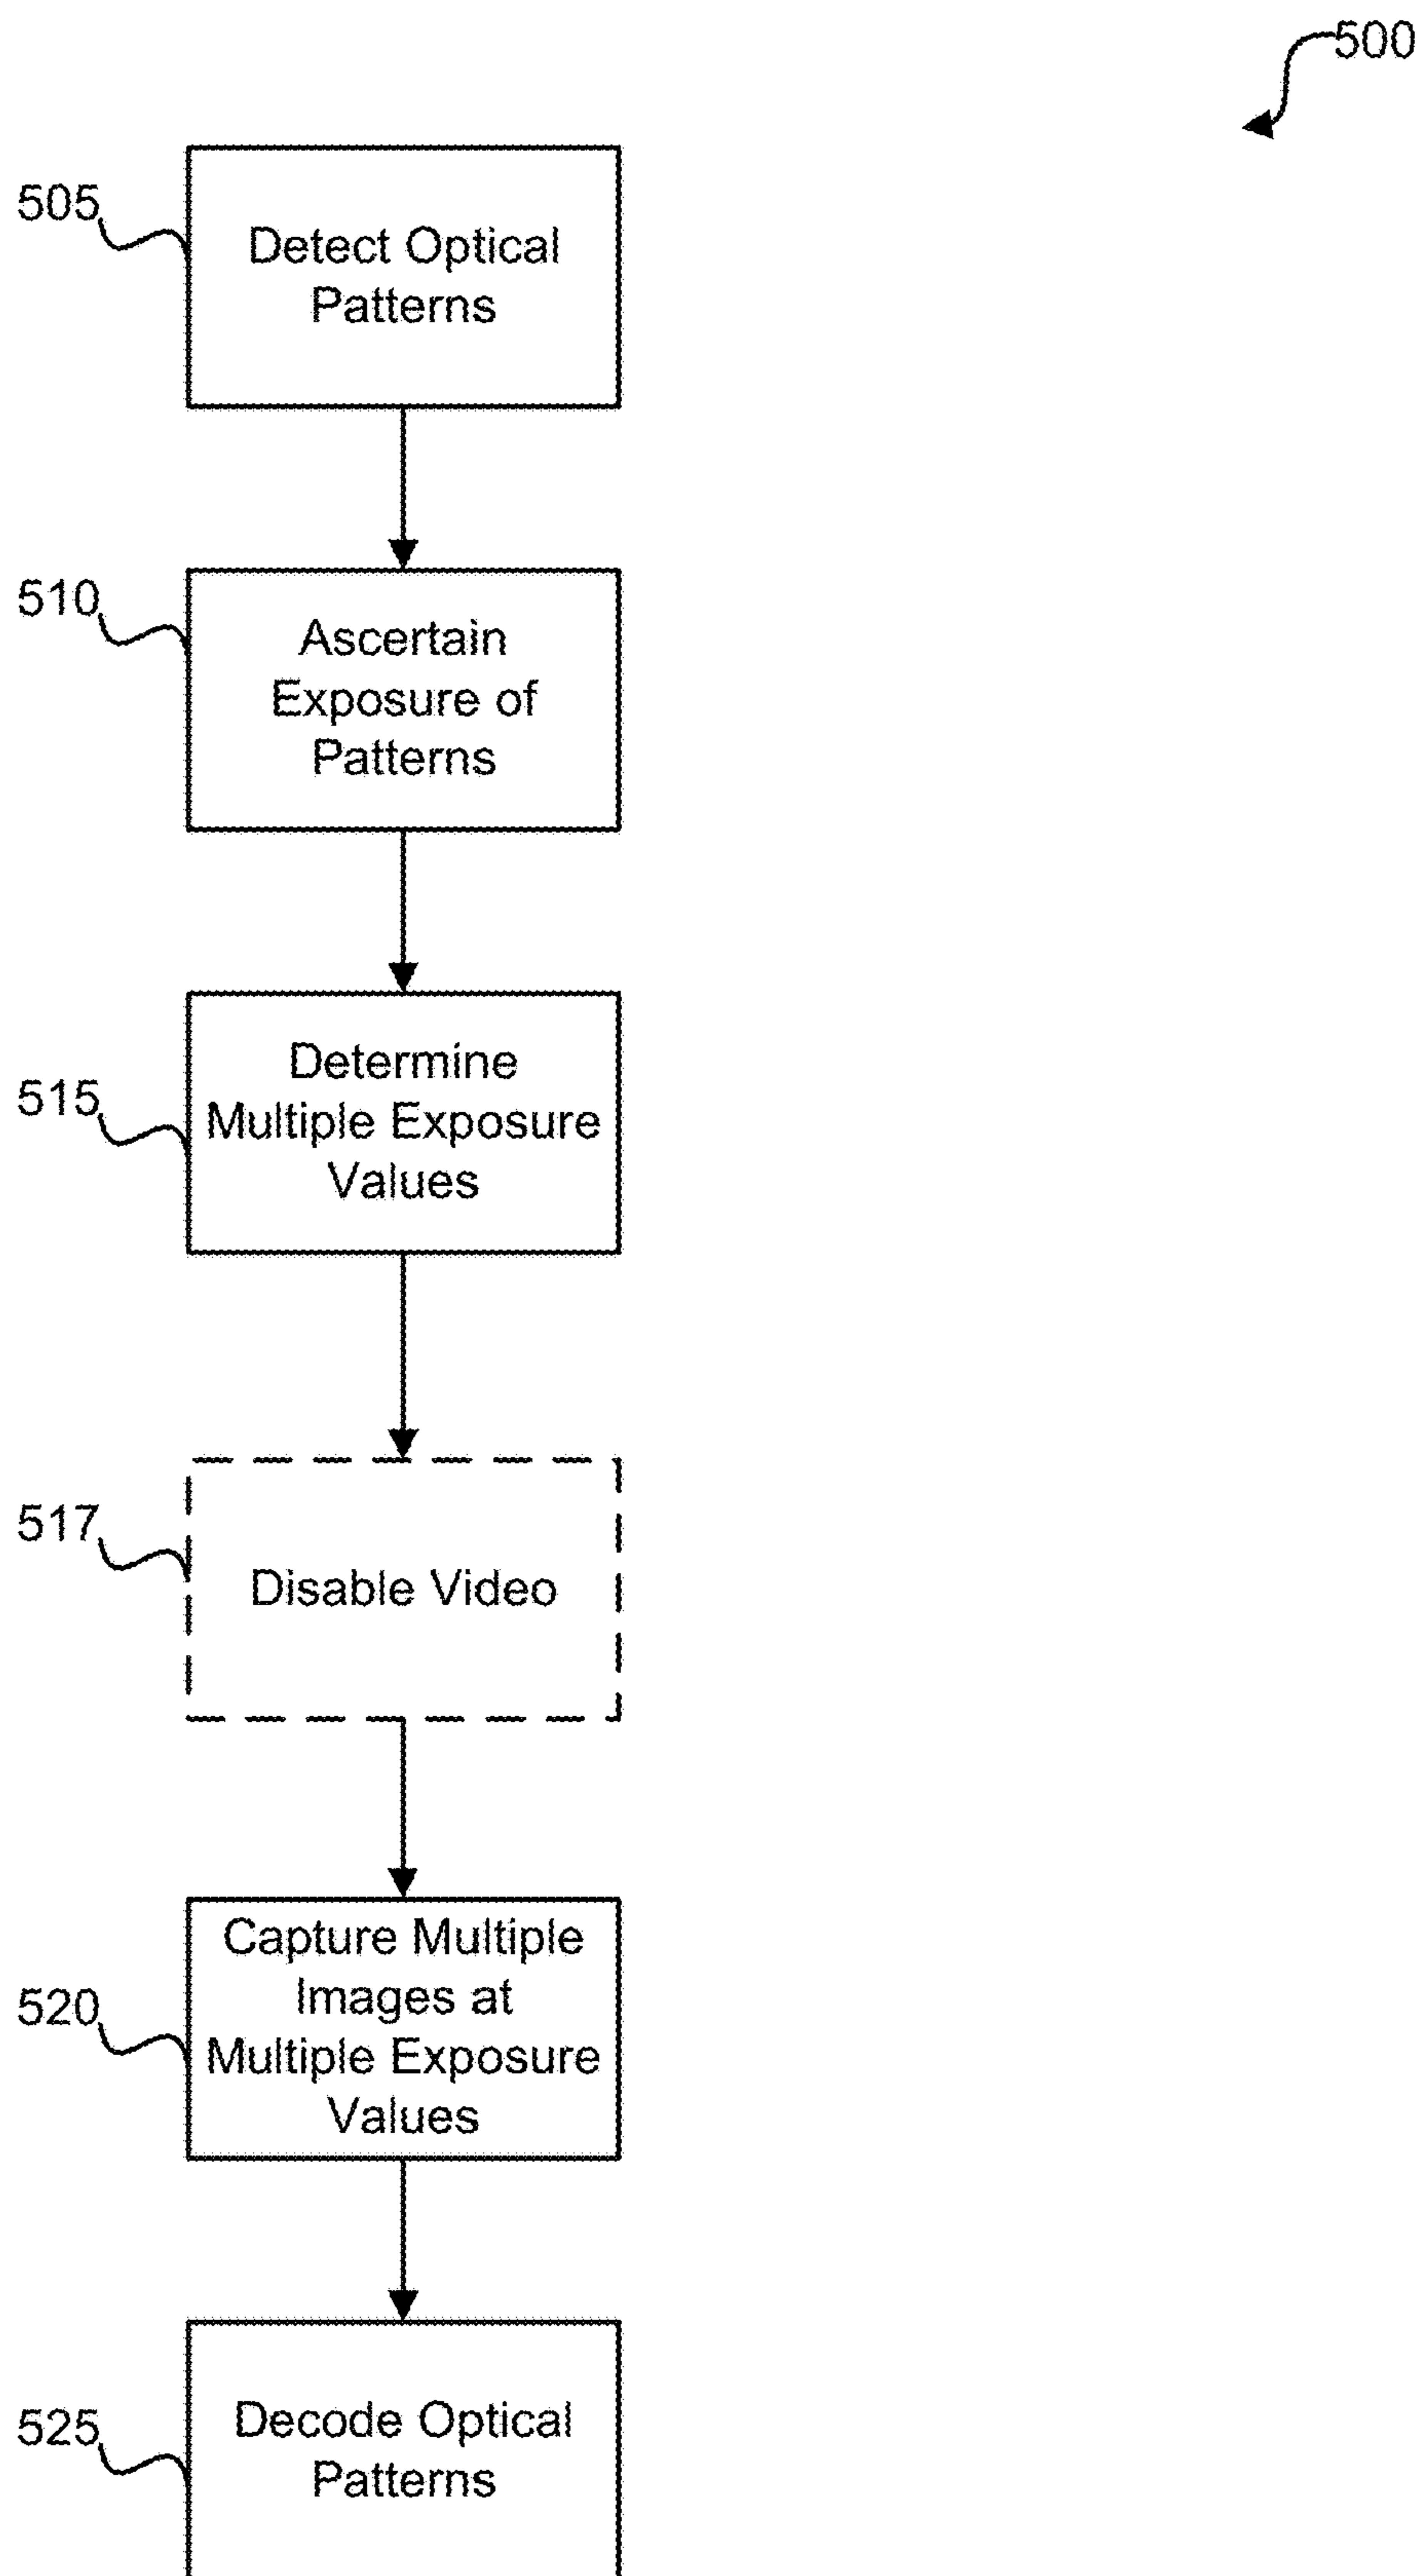 500
505
Detect Optical
Patterns
510
Ascertain
Exposure of
Patterns
515
Determine
Multiple Exposure
Values
517
Disable Video
520
Capture Multiple
Images at
Multiple Exposure
Values
525
Decode Optical
Patterns